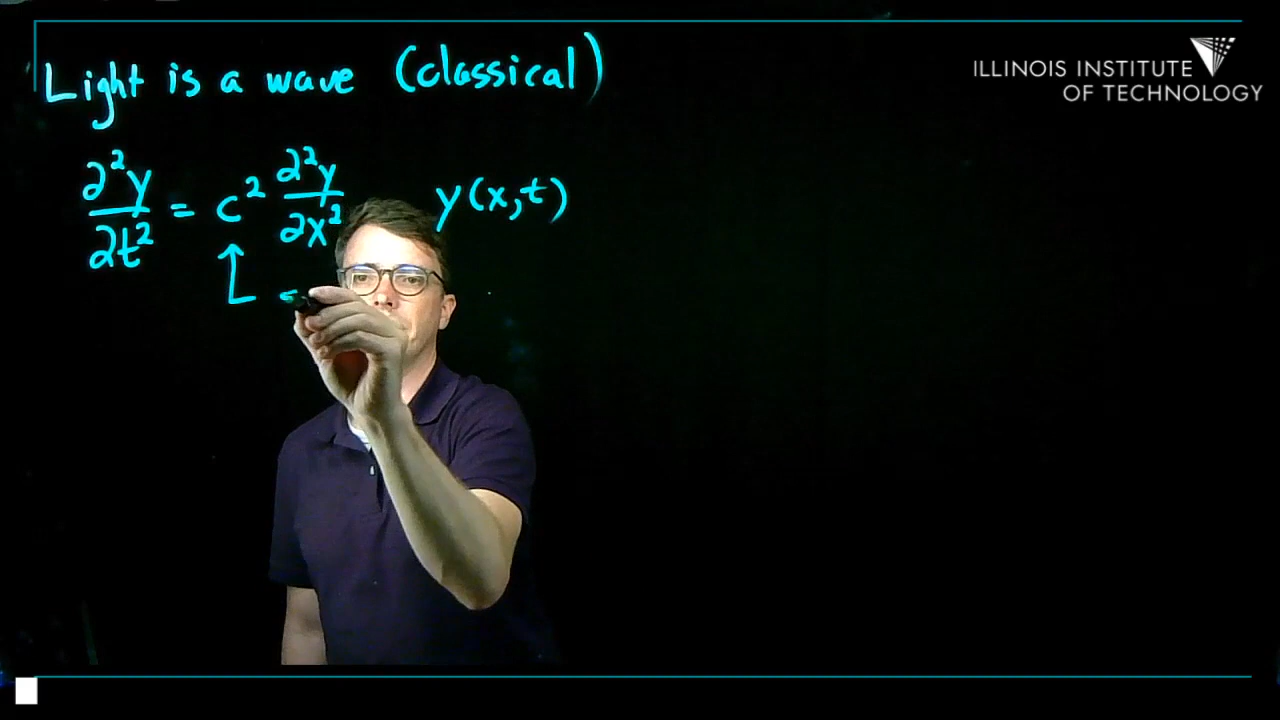 Light is a wave (classical)
ILLINOIS INSTITUTE
OF TECHNOLOGY
∂²y/∂t² = c² ∂²y/∂x² y(x,t)